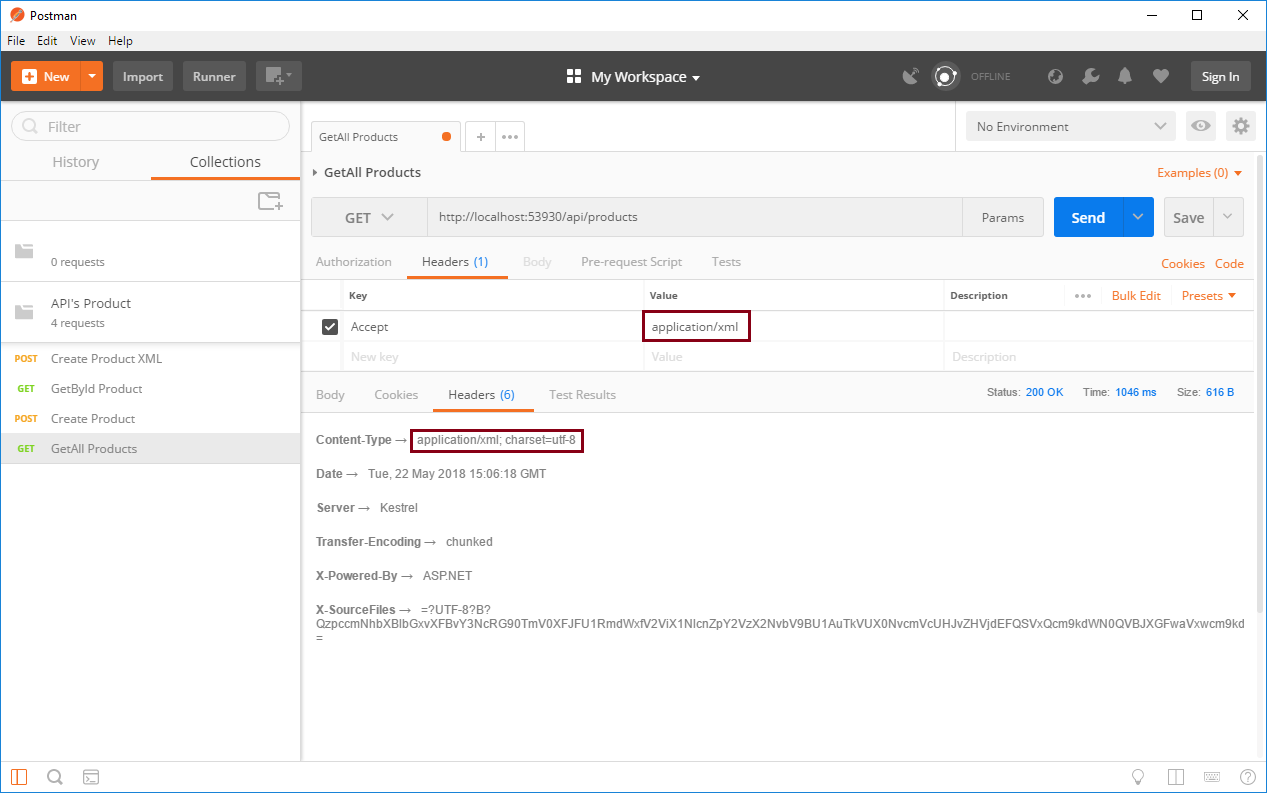 Postman
File Edit View Help
New
Import
Runner
My Workspace
OFFLINE
Sign In
Filter
History
Collections
0 requests
API's Product
4 requests
POST Create Product XML
GET GetById Product
POST Create Product
GET GetAll Products
GetAll Products
No Environment
GetAll Products
Examples (0)
GET
http://localhost:53930/api/products
Params
Send
Save
Authorization
Headers (1)
Body
Pre-request Script
Tests
Cookies
Code
Key
Value
Description
Bulk Edit
Presets
Accept
application/xml
New key
Value
Description
Body
Cookies
Headers (6)
Test Results
Status: 200 OK
Time: 1046 ms
Size: 616 B
Content-Type → application/xml; charset=utf-8
Date → Tue, 22 May 2018 15:06:18 GMT
Server → Kestrel
Transfer-Encoding → chunked
X-Powered-By → ASP.NET
X-SourceFiles → =?UTF-8?B?
=